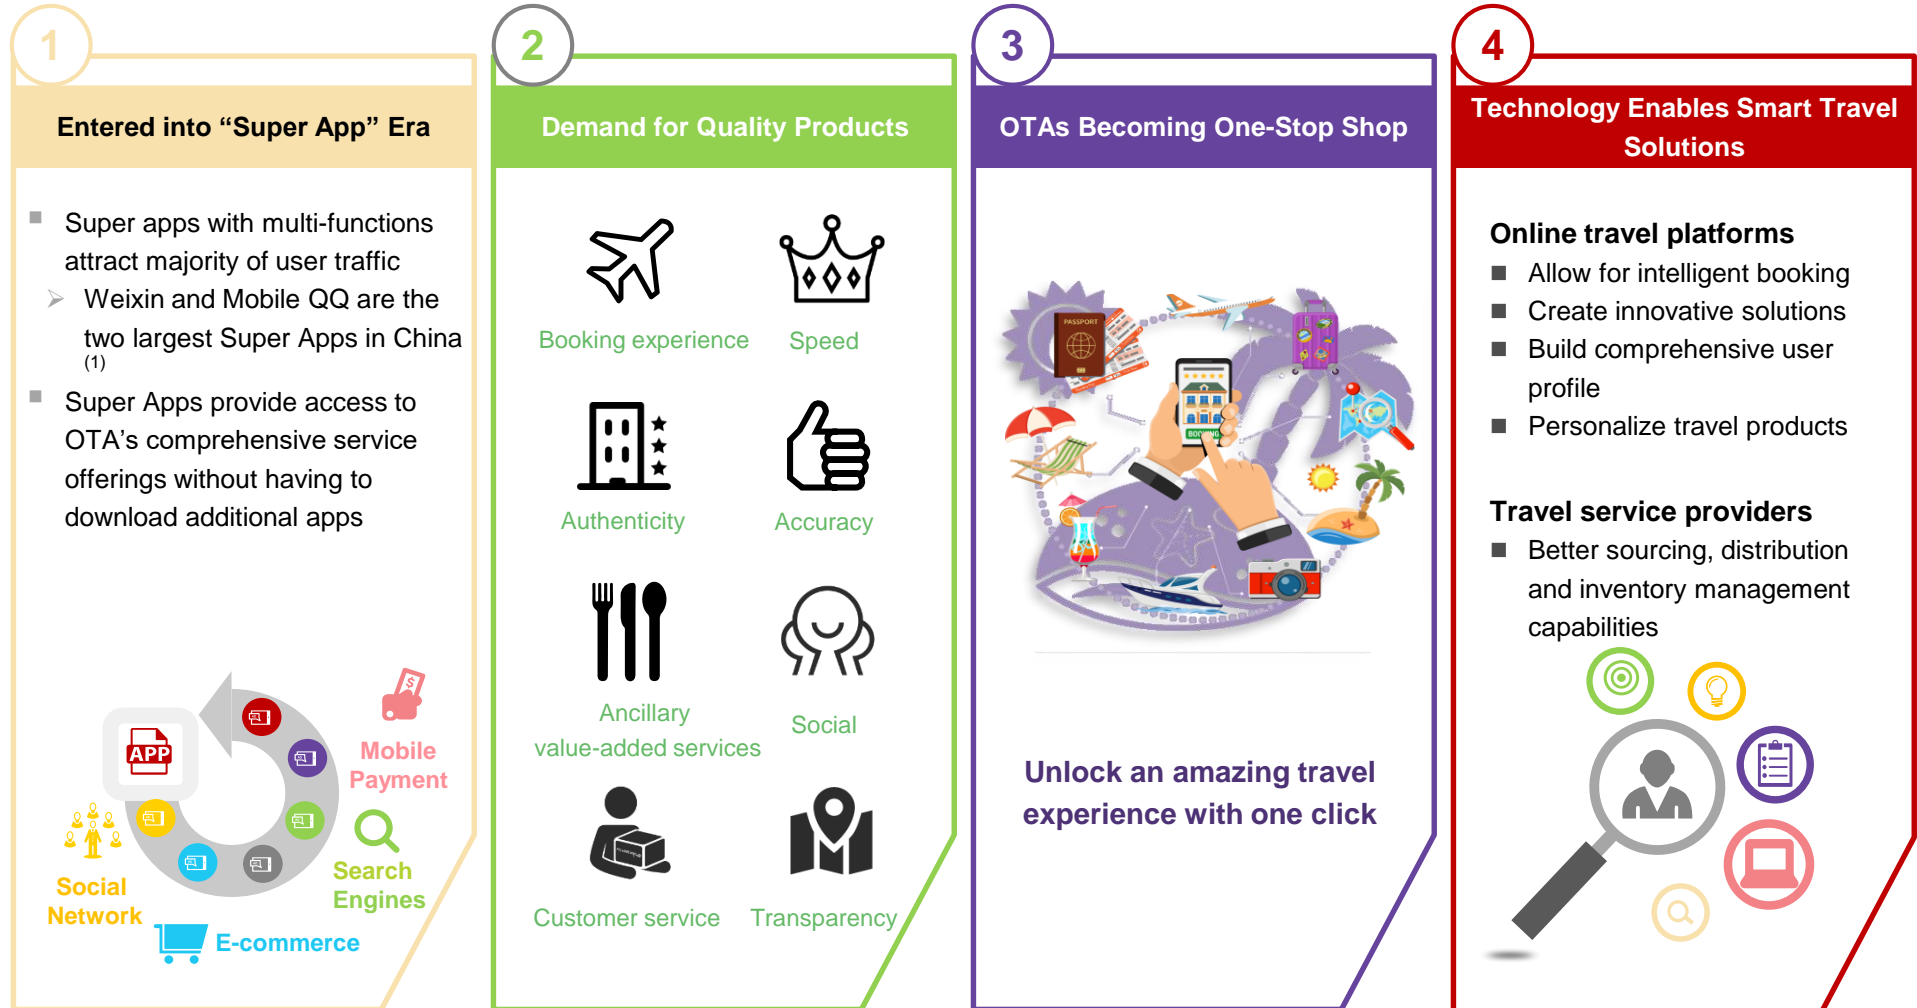 1
Entered into “Super App” Era
Super apps with multi-functions
attract majority of user traffic
Weixin and Mobile QQ are the
two largest Super Apps in China
(1)
Super Apps provide access to
OTA’s comprehensive service
offerings without having to
download additional apps
APP
$
Mobile
Payment
Search
Engines
Social
Network
E-commerce
2
Demand for Quality Products
Booking experience
Speed
Authenticity
Accuracy
Ancillary
value-added services
Social
Customer service
Transparency
3
OTAs Becoming One-Stop Shop
PASSPORT
BOOKING
Unlock an amazing travel
experience with one click
4
Technology Enables Smart Travel
Solutions
Online travel platforms
Allow for intelligent booking
Create innovative solutions
Build comprehensive user
profile
Personalize travel products
Travel service providers
Better sourcing, distribution
and inventory management
capabilities